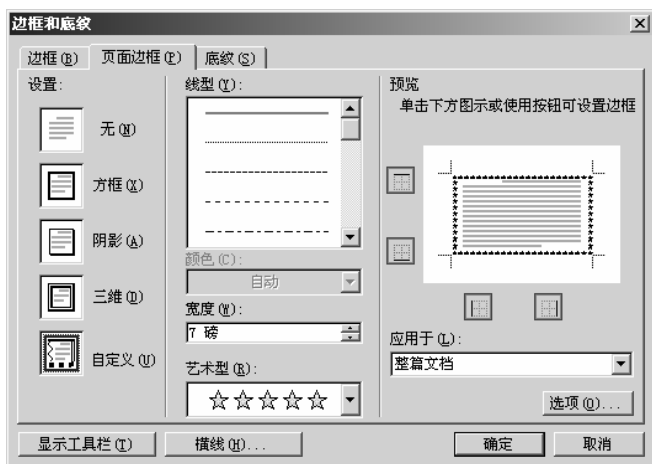 边框和底纹
边框(B)
页面边框(P)
底纹(S)
设置:
无(N)
方框(X)
阴影(A)
三维(D)
自定义(U)
线型(Y):
颜色(C):
自动
宽度(W):
7 磅
艺术型(R):
预览
单击下方图示或使用按钮可设置边框
应用于(L):
整篇文档
选项(O)...
显示工具栏(T)
横线(H)...
确定
取消